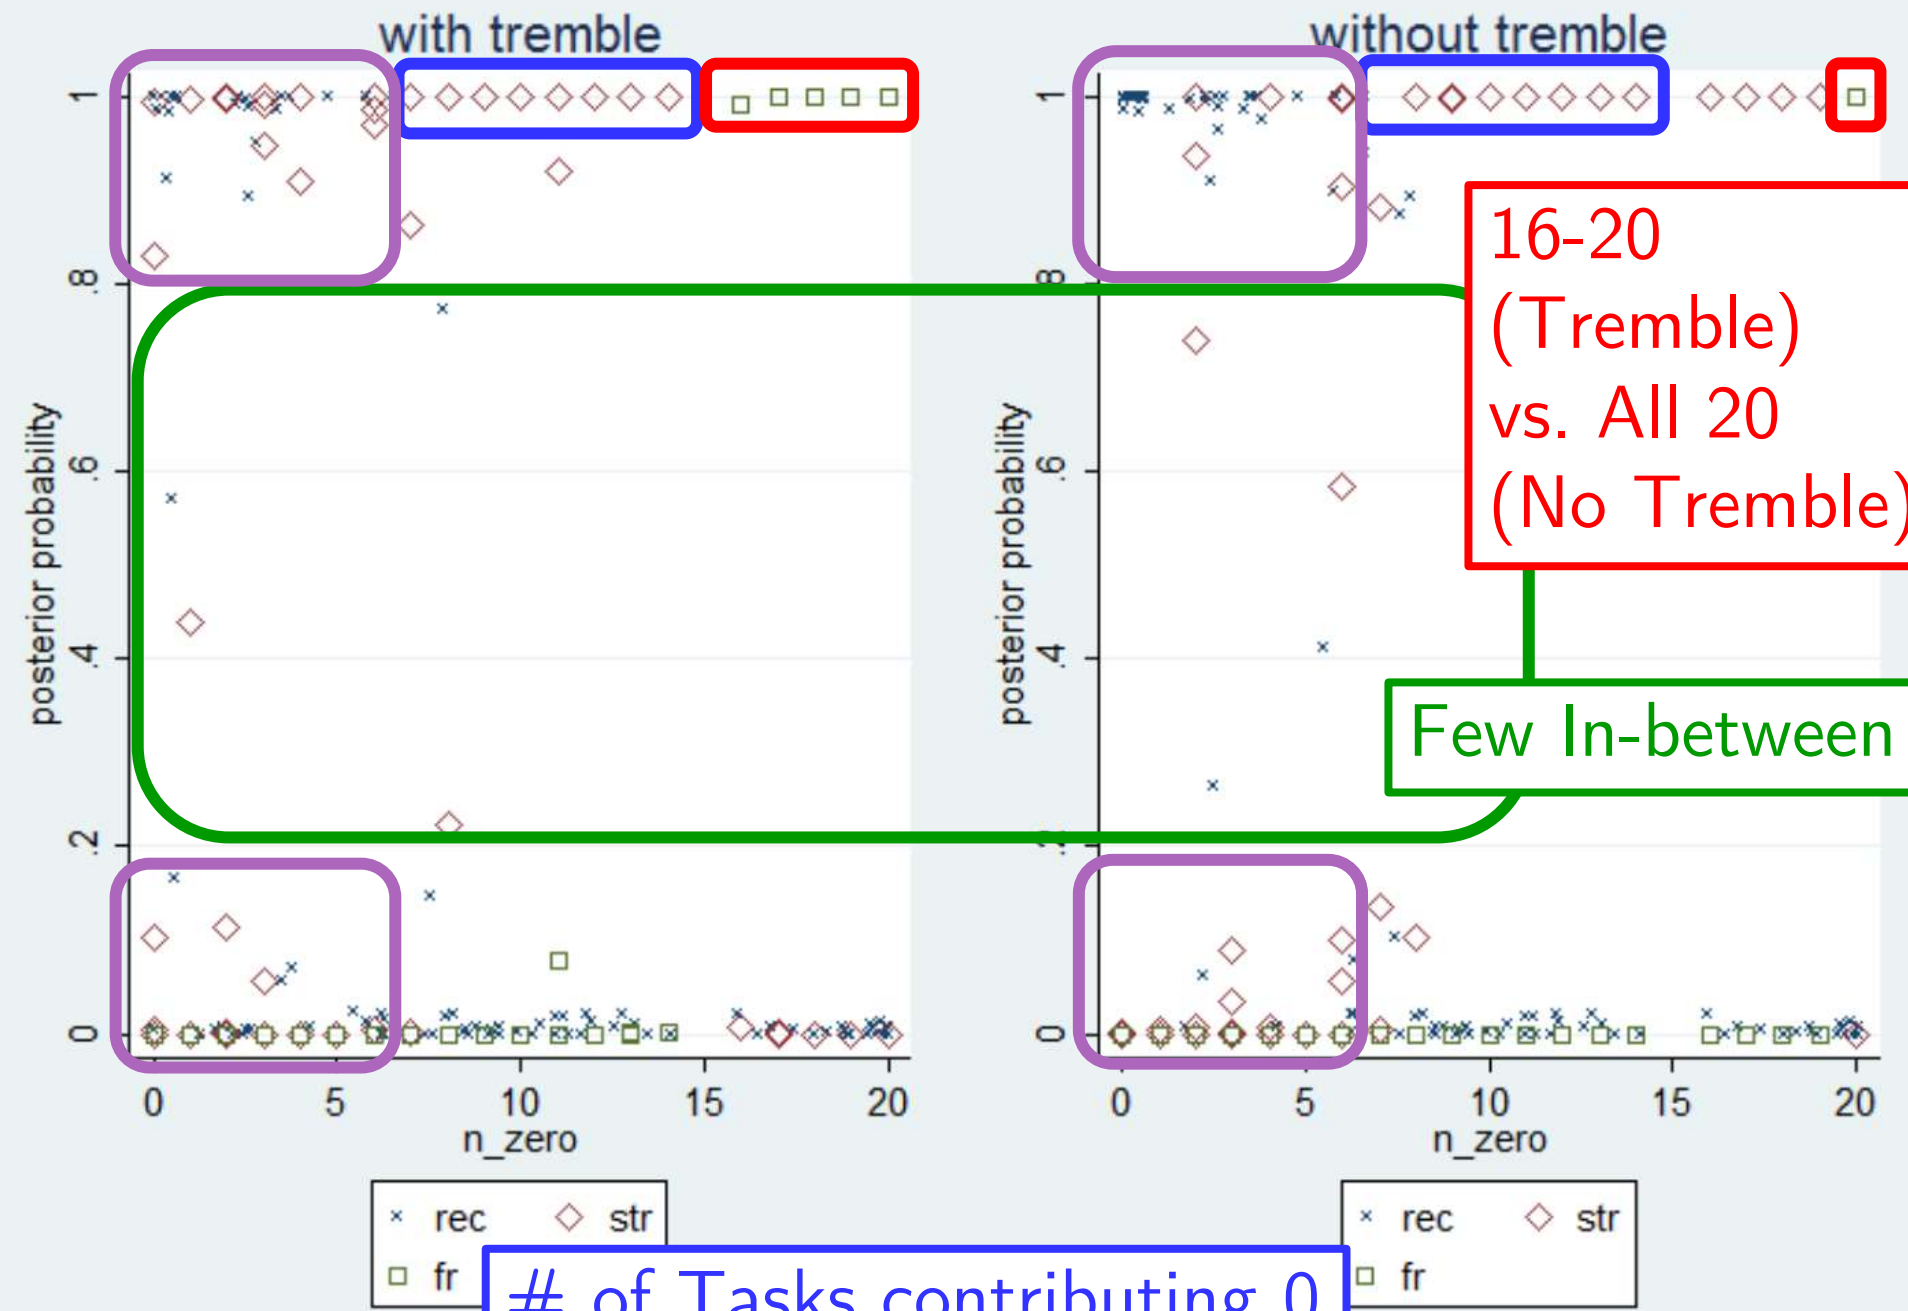 with tremble
without tremble
1
.8
.6
.4
.2
0
posterior probability
0
5
10
15
20
n_zero
rec
str
fr
1
.8
.6
.4
.2
0
posterior probability
0
5
10
15
20
n_zero
rec
str
fr
16-20
(Tremble)
vs. All 20
(No Tremble)
Few In-between
# of Tasks contributing 0